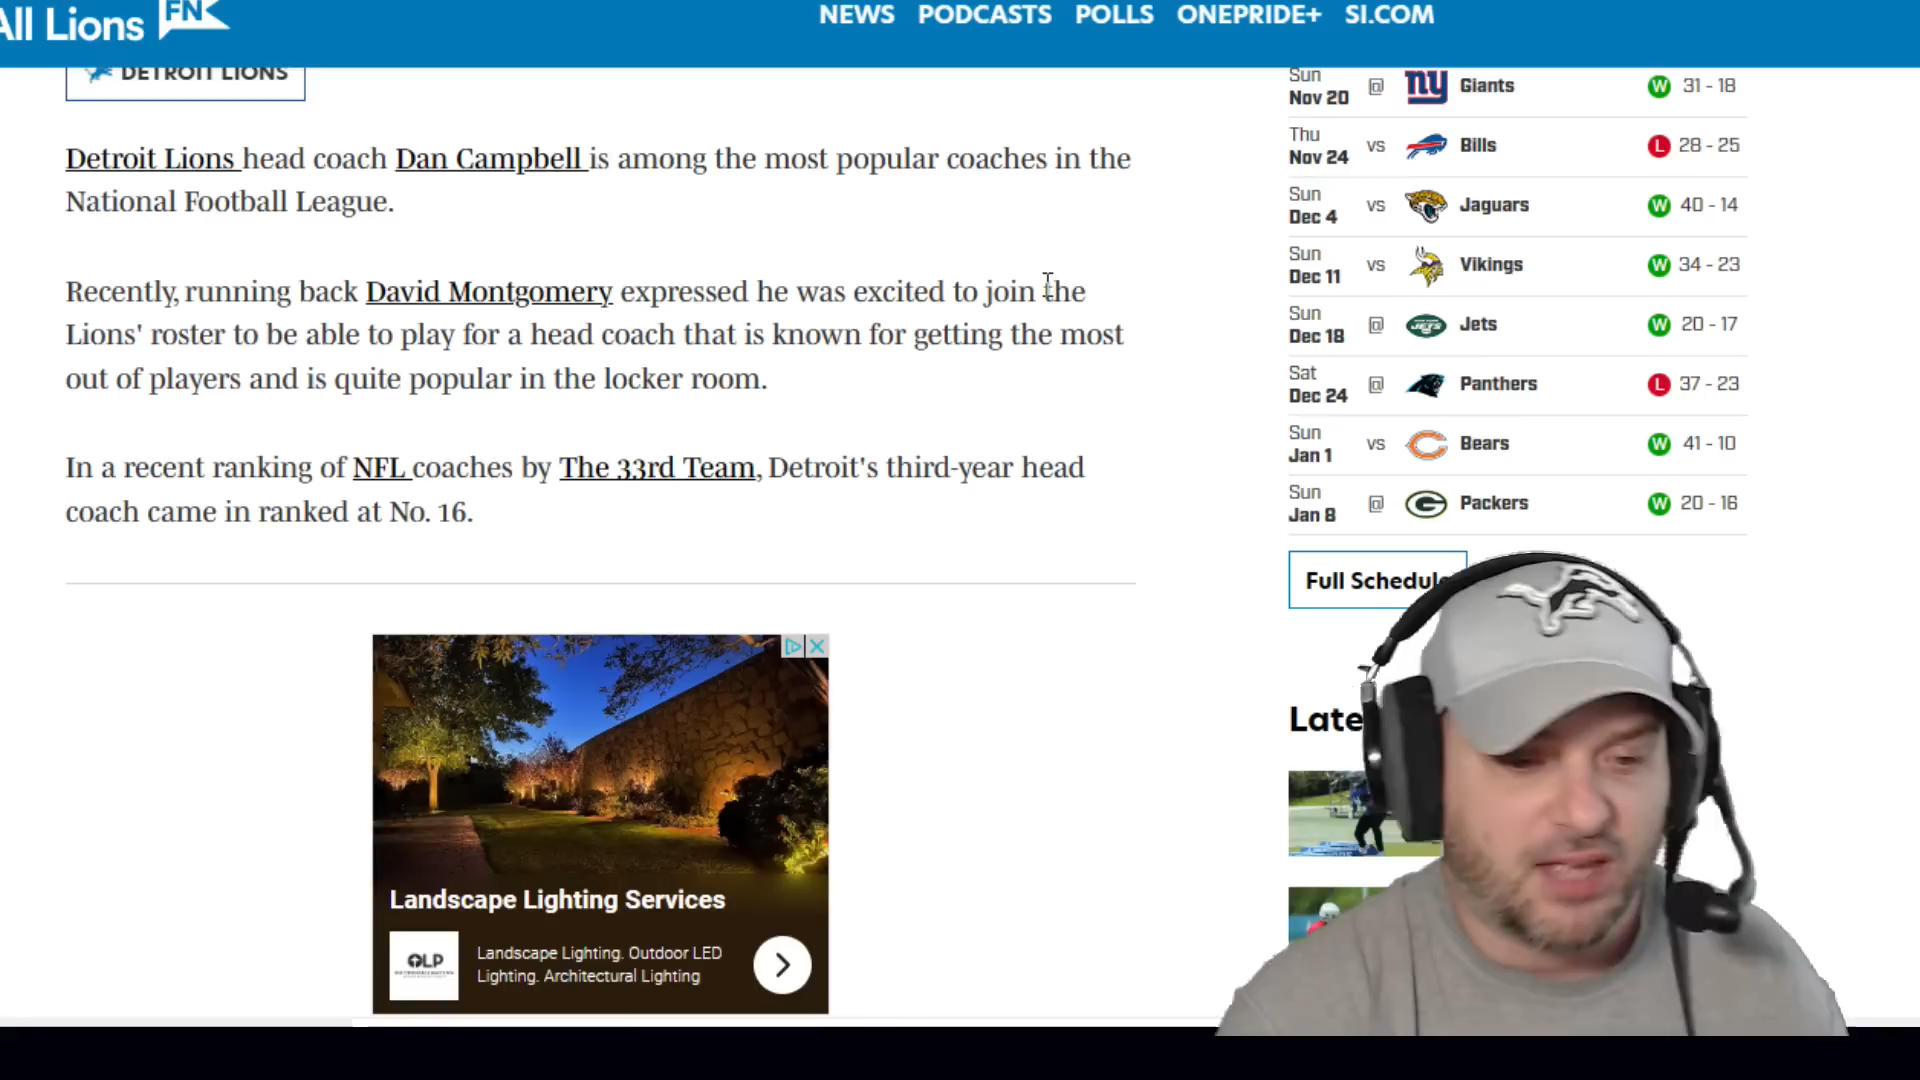 All Lions FN
NEWS PODCASTS POLLS ONEPRIDE+ SI.COM
DETROIT LIONS
Detroit Lions head coach Dan Campbell is among the most popular coaches in the
National Football League.
Recently, running back David Montgomery expressed he was excited to join the
Lions' roster to be able to play for a head coach that is known for getting the most
out of players and is quite popular in the locker room.
In a recent ranking of NFL coaches by The 33rd Team, Detroit's third-year head
coach came in ranked at No. 16.
Landscape Lighting Services
OLP
Landscape Lighting. Outdoor LED
Lighting. Architectural Lighting
Sun
Nov 20 @ ny Giants W 31 - 18
Thu
Nov 24 vs Bills L 28 - 25
Sun
Dec 4 vs Jaguars W 40 - 14
Sun
Dec 11 vs Vikings W 34 - 23
Sun
Dec 18 @ JETS Jets W 20 - 17
Sat
Dec 24 @ Panthers L 37 - 23
Sun
Jan 1 vs C Bears W 41 - 10
Sun
Jan 8 @ G Packers W 20 - 16
Full Schedul
Late